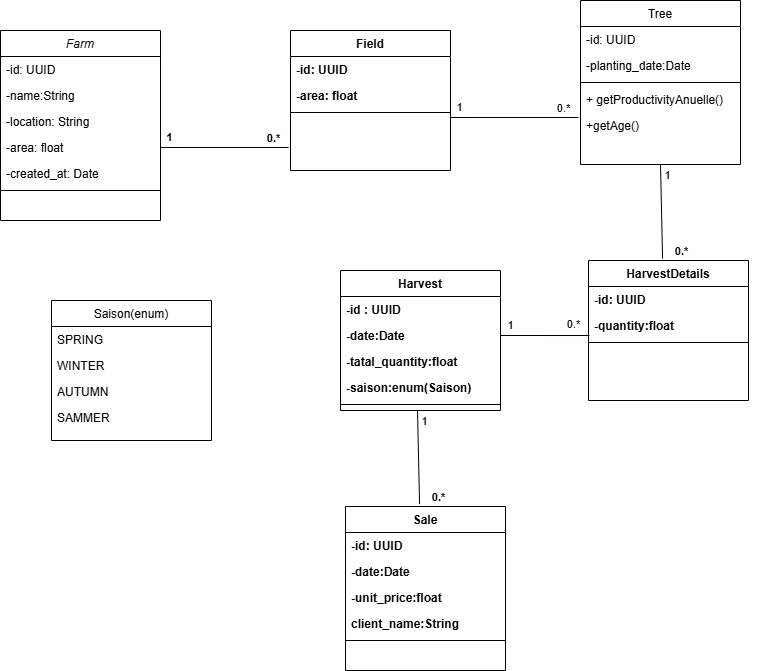 Farm
-id: UUID
-name:String
-location: String
-area: float
-created_at: Date
1
0.*
Field
-id: UUID
-area: float
1
0.*
Tree
-id: UUID
-planting_date:Date
+ getProductivityAnuelle()
+getAge()
1
0.*
HarvestDetails
-id: UUID
-quantity:float
1
0.*
Harvest
-id : UUID
-date:Date
-tatal_quantity:float
-saison:enum(Saison)
1
0.*
Sale
-id: UUID
-date:Date
-unit_price:float
client_name:String
Saison(enum)
SPRING
WINTER
AUTUMN
SAMMER